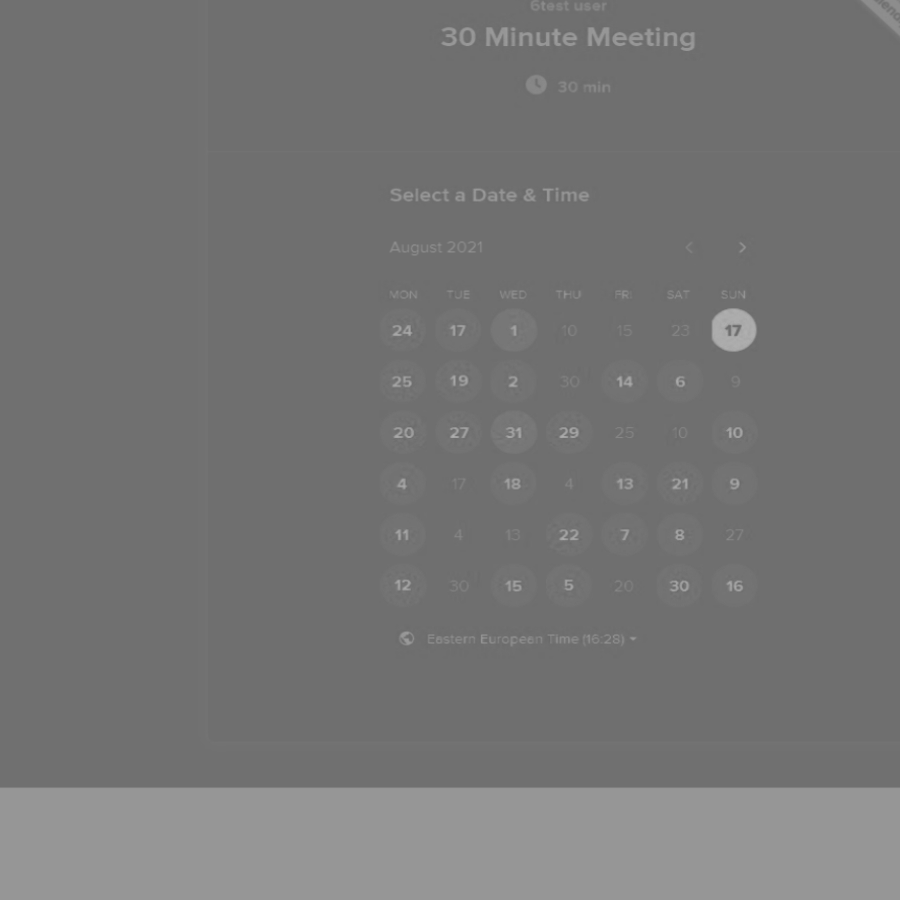 6test user
30 Minute Meeting
30 min
Select a Date & Time
August 2021
MON TUE WED THU FRI SAT SUN
24 17 1 10 15 23 17
25 19 2 30 14 6 9
20 27 31 29 25 10 10
4 17 18 4 13 21 9
11 4 13 22 7 8 27
12 30 15 5 20 30 16
Eastern European Time (16:28)